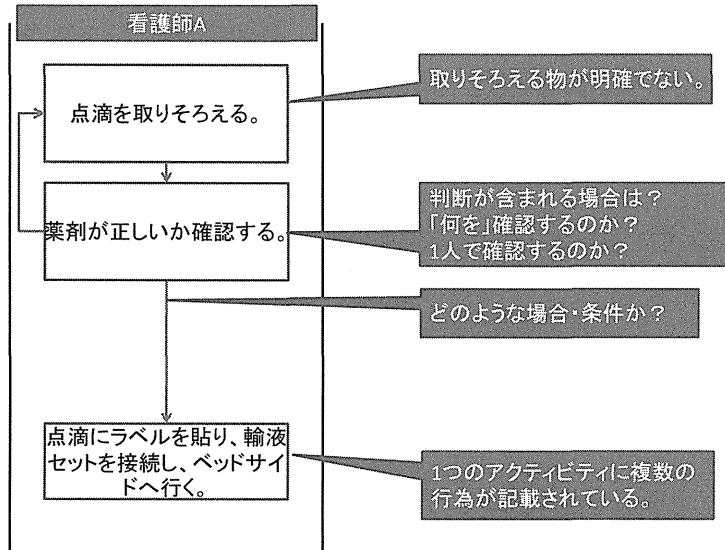 看護師A
点滴を取りそろえる。
取りそろえる物が明確でない。
薬剤が正しいか確認する。
判断が含まれる場合は?
「何を」確認するのか?
1人で確認するのか?
どのような場合・条件か?
点滴にラベルを貼り、輸液
セットを接続し、ベッドサイ
ドへ行く。
1つのアクティビティに複数の
行為が記載されている。